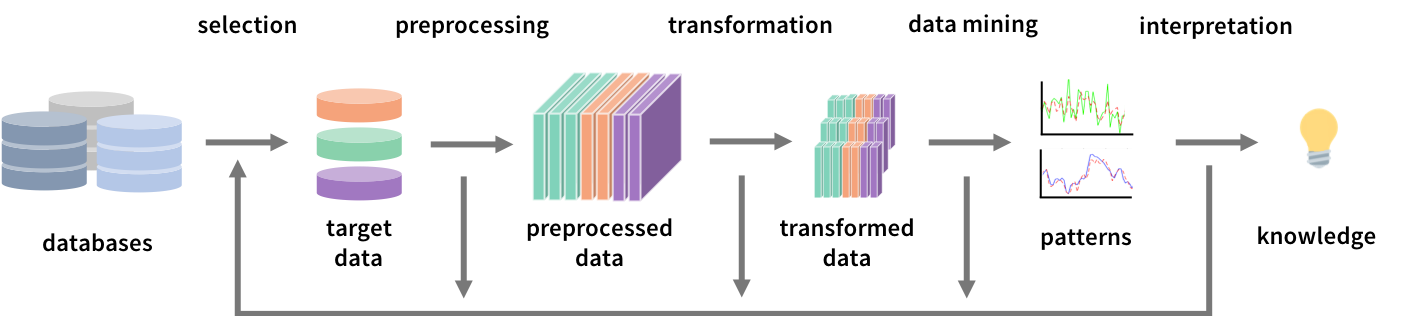 selection
preprocessing
transformation
data mining
interpretation
databases
target
data
preprocessed
data
transformed
data
patterns
knowledge